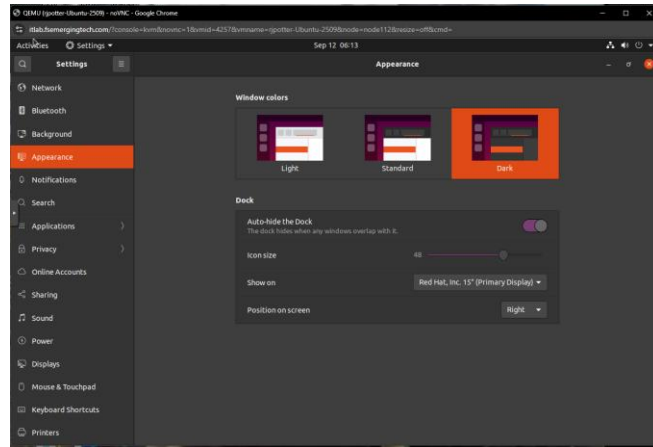 QEMU (rjpotter-Ubuntu-2509) - noVNC - Google Chrome
itlab.fsemergingtech.com/?console=kvm&novnc=1&vmid=4257&vmname=rjpotter-Ubuntu-2509&node=node112&resize=off&cmd=
Activities Settings Sep 12 06:13
Settings Appearance
Network
Bluetooth
Background
Appearance
Notifications
Search
Applications
Privacy
Online Accounts
Sharing
Sound
Power
Displays
Mouse & Touchpad
Keyboard Shortcuts
Printers
Window colors
Light Standard Dark
Dock
Auto-hide the Dock
The dock hides when any windows overlap with it.
Icon size 48
Show on Red Hat, Inc. 15" (Primary Display)
Position on screen Right